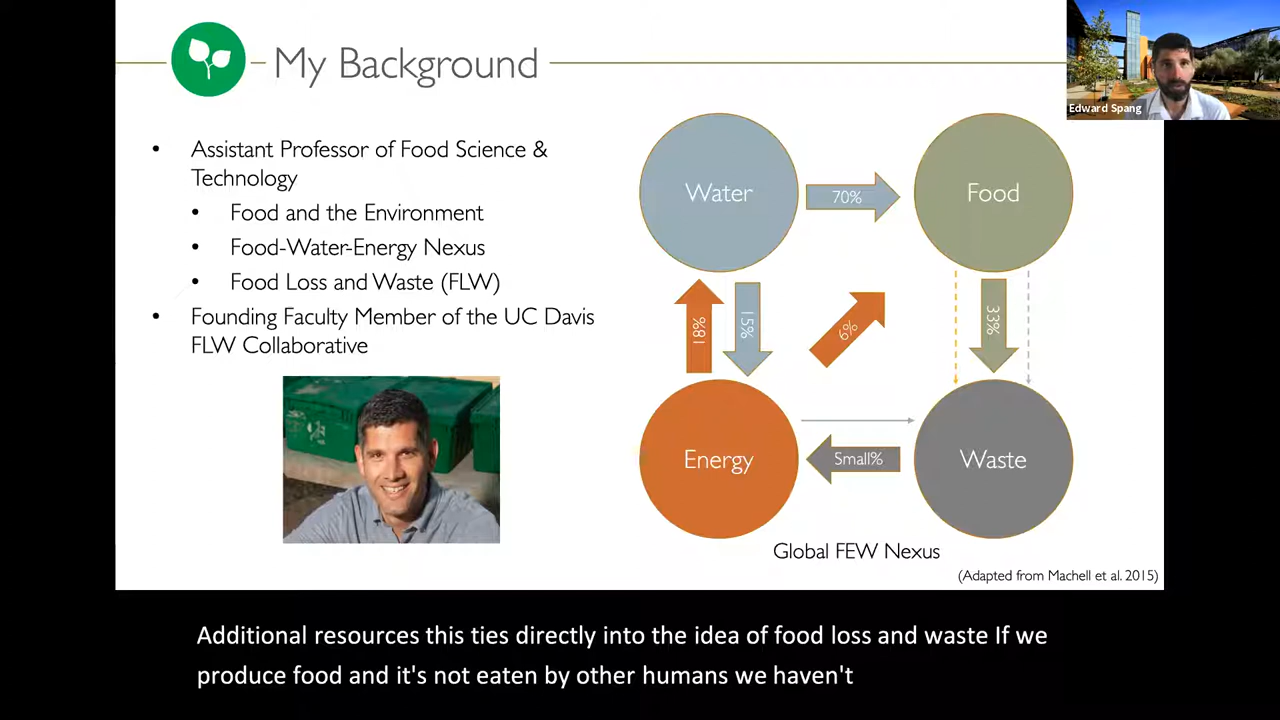 My Background
Edward Spang
Assistant Professor of Food Science &
Technology
Food and the Environment
Food-Water-Energy Nexus
Food Loss and Waste (FLW)
Founding Faculty Member of the UC Davis
FLW Collaborative
Water
70%
Food
18%
15%
6%
33%
Energy
Small%
Waste
Global FEW Nexus
(Adapted from Machell et al. 2015)
Additional resources this ties directly into the idea of food loss and waste If we
produce food and it's not eaten by other humans we haven't